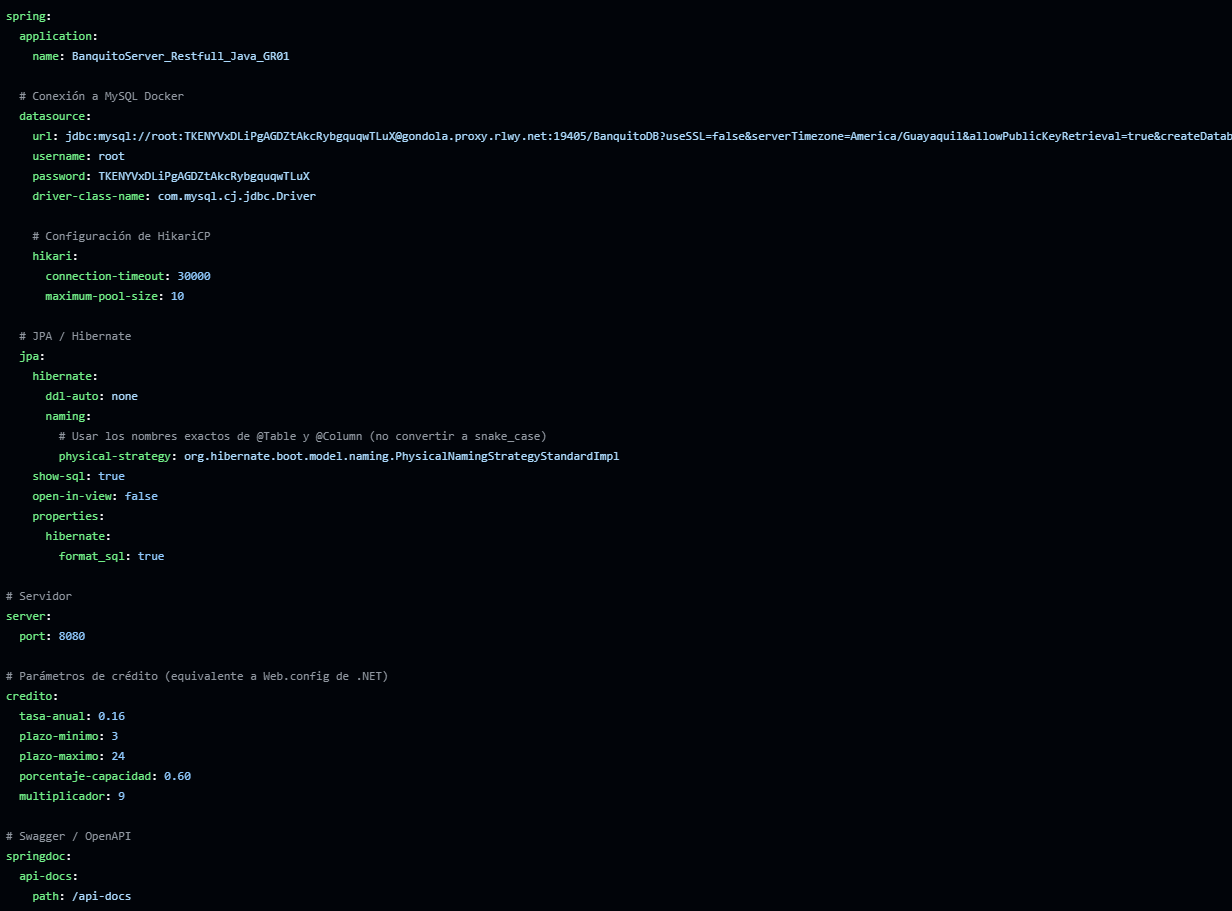 spring:
  application:
    name: BanquitoServer_Restfull_Java_GR01

  # Conexión a MySQL Docker
  datasource:
    url: jdbc:mysql://root:TKENYVxDLiPgAGDZtAkcRybgquqwTLuX@gondola.proxy.rlwy.net:19405/BanquitoDB?useSSL=false&serverTimezone=America/Guayaquil&allowPublicKeyRetrieval=true&createDatab
    username: root
    password: TKENYVxDLiPgAGDZtAkcRybgquqwTLuX
    driver-class-name: com.mysql.cj.jdbc.Driver

    # Configuración de HikariCP
    hikari:
      connection-timeout: 30000
      maximum-pool-size: 10

  # JPA / Hibernate
  jpa:
    hibernate:
      ddl-auto: none
      naming:
        # Usar los nombres exactos de @Table y @Column (no convertir a snake_case)
        physical-strategy: org.hibernate.boot.model.naming.PhysicalNamingStrategyStandardImpl
    show-sql: true
    open-in-view: false
    properties:
      hibernate:
        format_sql: true

# Servidor
server:
  port: 8080

# Parámetros de crédito (equivalente a Web.config de .NET)
credito:
  tasa-anual: 0.16
  plazo-minimo: 3
  plazo-maximo: 24
  porcentaje-capacidad: 0.60
  multiplicador: 9

# Swagger / OpenAPI
springdoc:
  api-docs:
    path: /api-docs